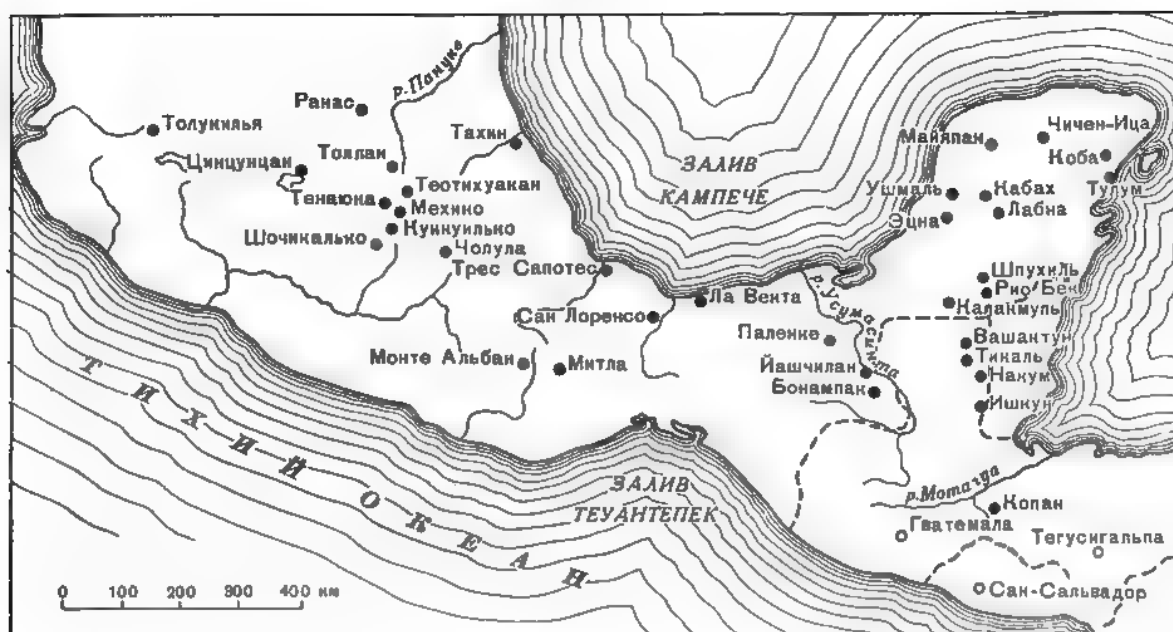 р. Пануко
Ранас
Толукилья
Тахин
Цинцунцан
Толлан
Теотихуакан
Тенаюка
Мехико
Куикуилько
Шочикалько
Чолула
Трес Сапотес
ЗАЛИВ
КАМПЕЧЕ
Майяпан
Чичен-Ица
Коба
Тулум
Ушмаль
Кабах
Эцна
Лабна
Шпухиль
Рио Бек
Калакмуль
Ла Вента
р. Усумасинта
Сан Лоренсо
Паленке
Вашактун
Тикаль
Накум
Ишкун
Йашчилан
Бонампак
Монте Альбан
Митла
ТИХИЙ ОКЕАН
ЗАЛИВ
ТЕУАНТЕПЕК
р. Мотагуа
Копан
Гватемала
Тегусигальпа
Сан-Сальвадор
0 100 200 300 400 км